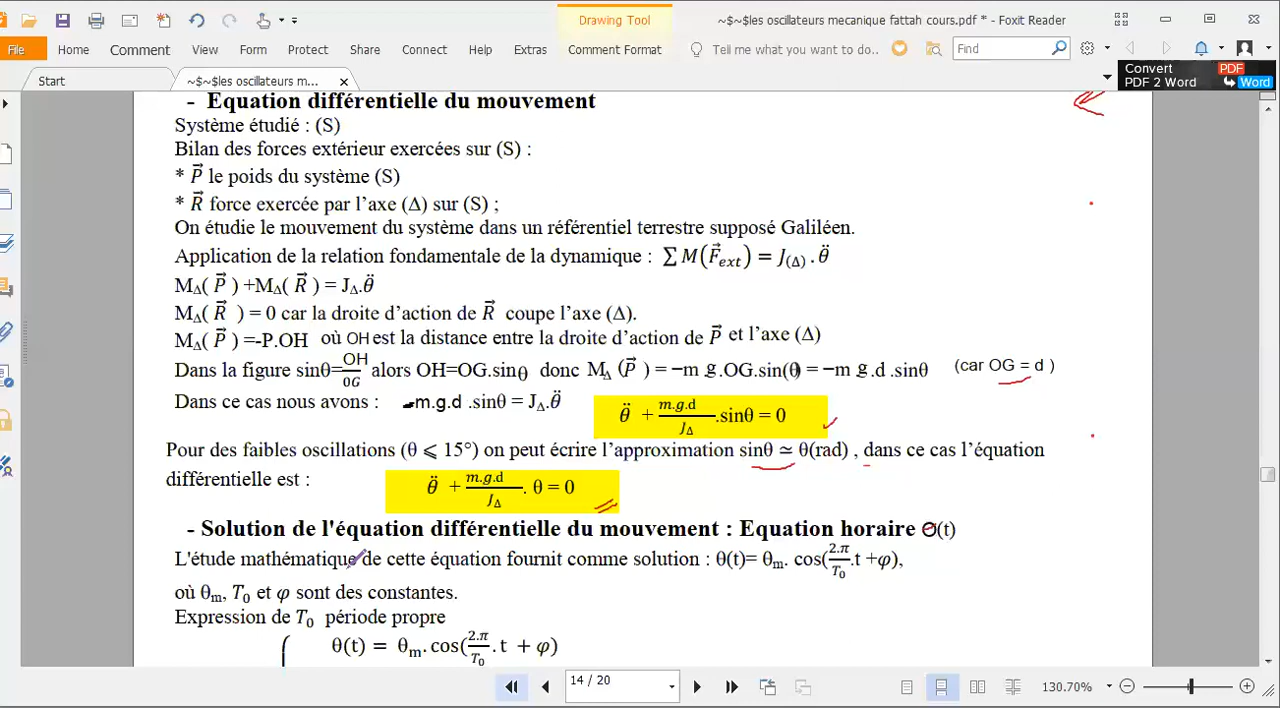 Drawing Tool
~$~$les oscillateurs mecanique fattah cours.pdf * - Foxit Reader
File Home Comment View Form Protect Share Connect Help Extras Comment Format Tell me what you want to do.. Find
Start ~$~$les oscillateurs m...
Convert PDF
PDF 2 Word Word
- Equation différentielle du mouvement
Système étudié : (S)
Bilan des forces extérieur exercées sur (S) :
* P⃗ le poids du système (S)
* R⃗ force exercée par l'axe (Δ) sur (S) ;
On étudie le mouvement du système dans un référentiel terrestre supposé Galiléen.
Application de la relation fondamentale de la dynamique : ∑ M(F⃗ext) = J(Δ) . θ̈
MΔ( P⃗ ) +MΔ( R⃗ ) = JΔ.θ̈
MΔ( R⃗ ) = 0 car la droite d'action de R⃗ coupe l'axe (Δ).
MΔ( P⃗ ) =-P.OH où OH est la distance entre la droite d'action de P⃗ et l'axe (Δ)
Dans la figure sinθ=OH/OG alors OH=OG.sinθ donc MΔ (P⃗) = −m g.OG.sin(θ) = −m g.d .sinθ (car OG = d )
Dans ce cas nous avons : -m.g.d .sinθ = JΔ.θ̈ θ̈ + m.g.d/JΔ .sinθ = 0
Pour des faibles oscillations (θ ⩽ 15°) on peut écrire l'approximation sinθ ≃ θ(rad) , dans ce cas l'équation
différentielle est : θ̈ + m.g.d/JΔ . θ = 0
- Solution de l'équation différentielle du mouvement : Equation horaire θ(t)
L'étude mathématique de cette équation fournit comme solution : θ(t)= θm. cos(2.π/T0 .t +φ),
où θm, T0 et φ sont des constantes.
Expression de T0 période propre
θ(t) = θm.cos(2.π/T0 . t + φ)
14 / 20 130.70%